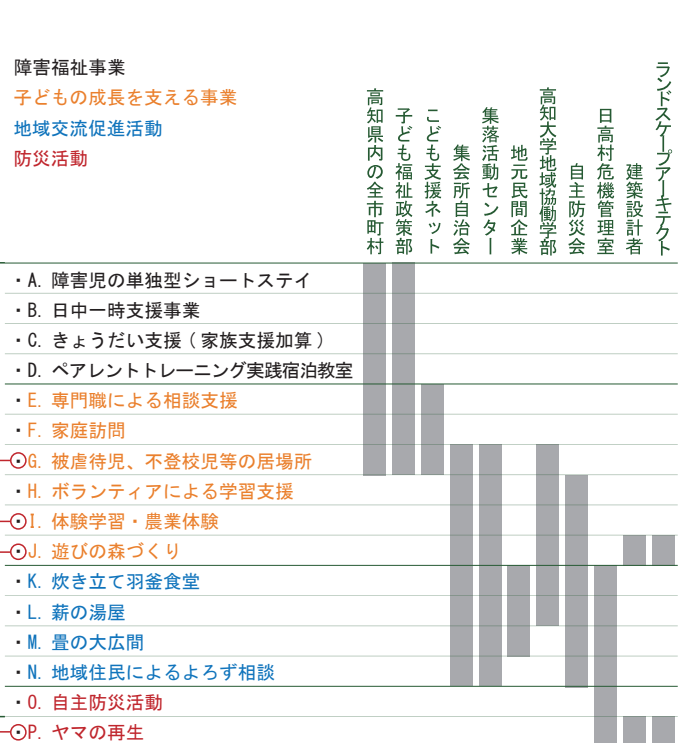 障害福祉事業
子どもの成長を支える事業
地域交流促進活動
防災活動
高知県内の全市町村
子ども福祉政策部
こども支援ネット
集会所自治会
集落活動センター
地元民間企業
高知大学地域協働学部
自主防災会
日高村危機管理室
建築設計者
ランドスケープアーキテクト
・A. 障害児の単独型ショートステイ
・B. 日中一時支援事業
・C. きょうだい支援 ( 家族支援加算 )
・D. ペアレントトレーニング実践宿泊教室
・E. 専門職による相談支援
・F. 家庭訪問
・G. 被虐待児、不登校児等の居場所
・H. ボランティアによる学習支援
・I. 体験学習・農業体験
・J. 遊びの森づくり
・K. 炊き立て羽釜食堂
・L. 薪の湯屋
・M. 畳の大広間
・N. 地域住民によるよろず相談
・O. 自主防災活動
・P. ヤマの再生